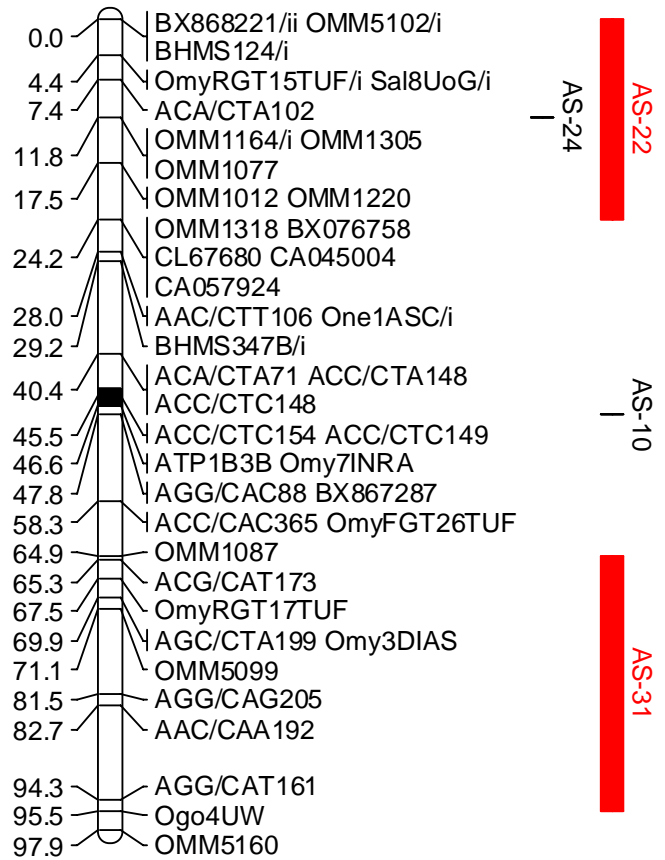 0.0 BX868221/ii OMM5102/i
BHMS124/i
4.4 OmyRGT15TUF/i Sal8UoG/i
7.4 ACA/CTA102
11.8 OMM1164/i OMM1305
OMM1077
17.5 OMM1012 OMM1220
OMM1318 BX076758
24.2 CL67680 CA045004
CA057924
28.0 AAC/CTT106 One1ASC/i
29.2 BHMS347B/i
40.4 ACA/CTA71 ACC/CTA148
ACC/CTC148
45.5 ACC/CTC154 ACC/CTC149
46.6 ATP1B3B Omy7INRA
47.8 AGG/CAC88 BX867287
58.3 ACC/CAC365 OmyFGT26TUF
64.9 OMM1087
65.3 ACG/CAT173
67.5 OmyRGT17TUF
69.9 AGC/CTA199 Omy3DIAS
71.1 OMM5099
81.5 AGG/CAG205
82.7 AAC/CAA192
94.3 AGG/CAT161
95.5 Ogo4UW
97.9 OMM5160
AS-24
AS-22
AS-10
AS-31